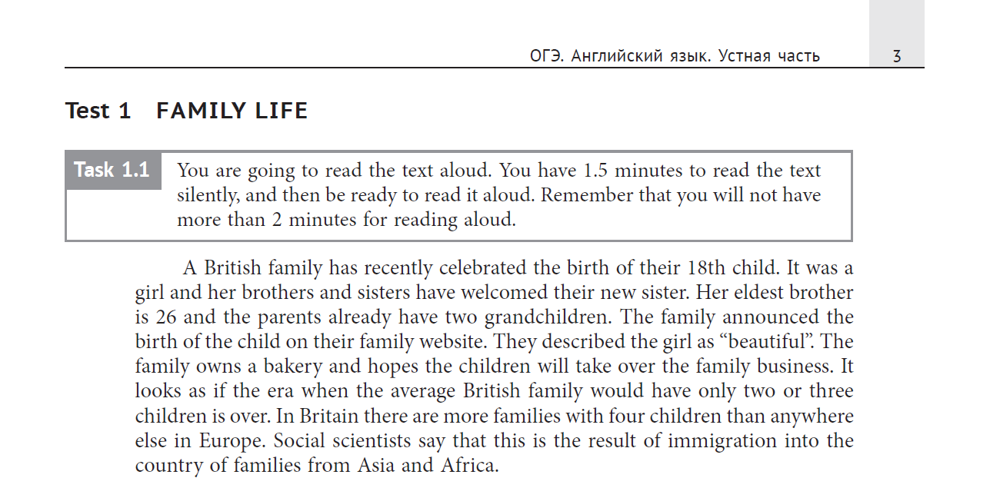 ОГЭ. Английский язык. Устная часть 3
Test 1 FAMILY LIFE
Task 1.1 You are going to read the text aloud. You have 1.5 minutes to read the text
silently, and then be ready to read it aloud. Remember that you will not have
more than 2 minutes for reading aloud.
A British family has recently celebrated the birth of their 18th child. It was a
girl and her brothers and sisters have welcomed their new sister. Her eldest brother
is 26 and the parents already have two grandchildren. The family announced the
birth of the child on their family website. They described the girl as “beautiful”. The
family owns a bakery and hopes the children will take over the family business. It
looks as if the era when the average British family would have only two or three
children is over. In Britain there are more families with four children than anywhere
else in Europe. Social scientists say that this is the result of immigration into the
country of families from Asia and Africa.